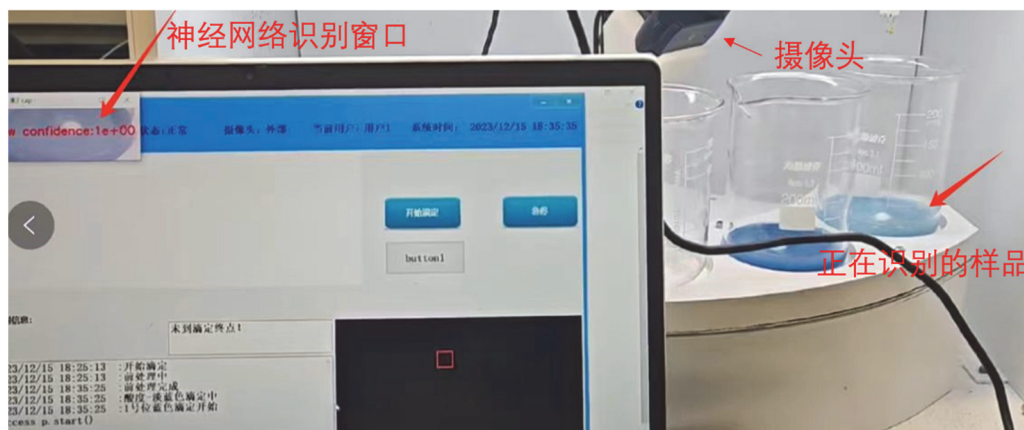 神经网络识别窗口
摄像头
confidence:1e+00
状态:正常
摄像头:外部
当前用户:用户1
系统时间: 2023/12/15 18:35:35
开始滴定
急停
button1
正在识别的样品
未到滴定终点!
23/12/15 18:25:13 :开始滴定
23/12/15 18:25:13 :前处理中
23/12/15 18:35:25 :前处理完成
23/12/15 18:35:25 :酸度-淡蓝色滴定中
23/12/15 18:35:25 :1号位蓝色滴定开始
ccess p.start()